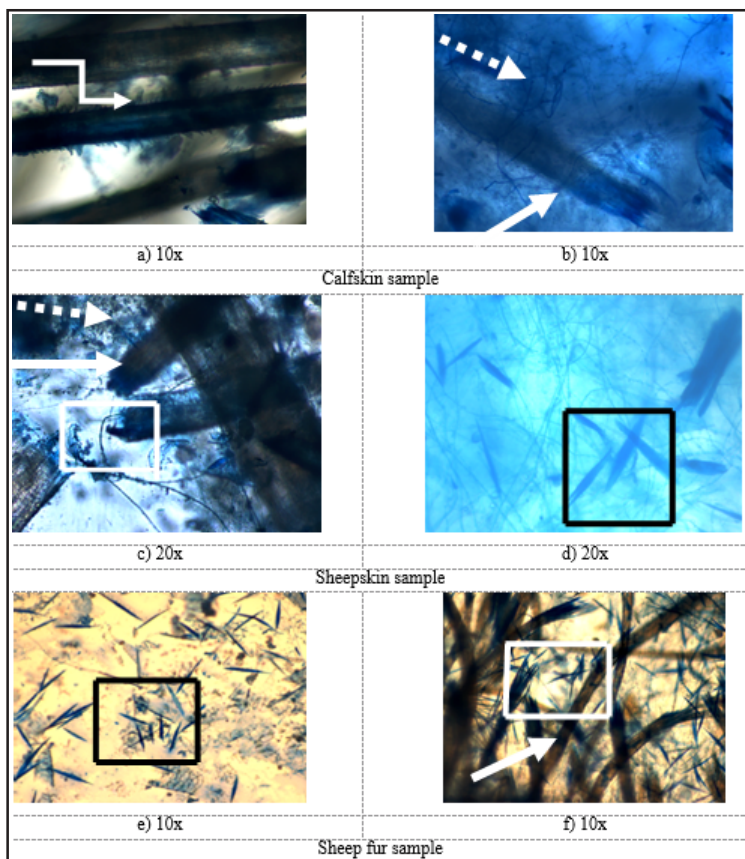 a) 10x
b) 10x
Calfskin sample
c) 20x
d) 20x
Sheepskin sample
e) 10x
f) 10x
Sheep fur sample